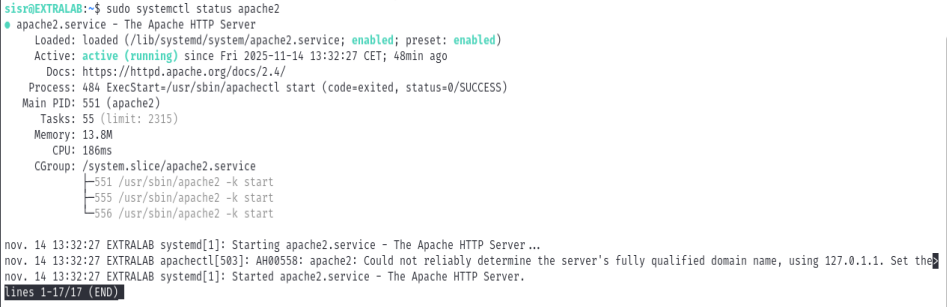 sisr@EXTRALAB:~$ sudo systemctl status apache2
● apache2.service - The Apache HTTP Server
Loaded: loaded (/lib/systemd/system/apache2.service; enabled; preset: enabled)
Active: active (running) since Fri 2025-11-14 13:32:27 CET; 48min ago
Docs: https://httpd.apache.org/docs/2.4/
Process: 484 ExecStart=/usr/sbin/apachectl start (code=exited, status=0/SUCCESS)
Main PID: 551 (apache2)
Tasks: 55 (limit: 2315)
Memory: 13.8M
CPU: 186ms
CGroup: /system.slice/apache2.service
├─551 /usr/sbin/apache2 -k start
├─555 /usr/sbin/apache2 -k start
└─556 /usr/sbin/apache2 -k start
nov. 14 13:32:27 EXTRALAB systemd[1]: Starting apache2.service - The Apache HTTP Server...
nov. 14 13:32:27 EXTRALAB apachectl[503]: AH00558: apache2: Could not reliably determine the server's fully qualified domain name, using 127.0.1.1. Set the>
nov. 14 13:32:27 EXTRALAB systemd[1]: Started apache2.service - The Apache HTTP Server.
lines 1-17/17 (END)